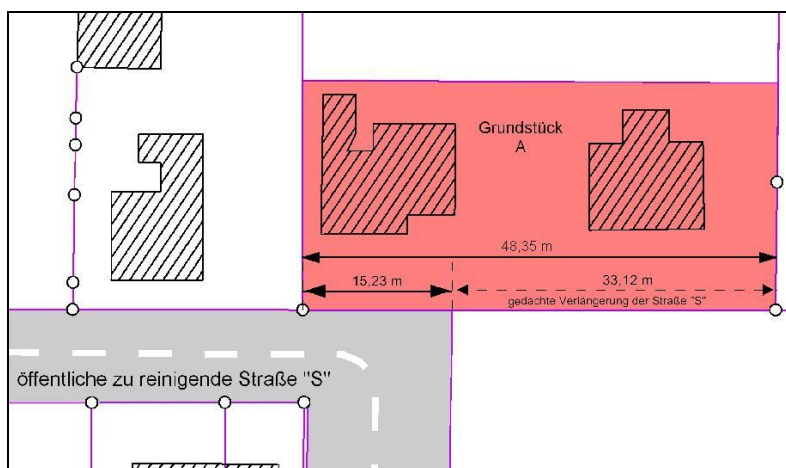 Grundstück
A
48,35 m
15,23 m
33,12 m
gedachte Verlängerung der Straße "S"
öffentliche zu reinigende Straße "S"